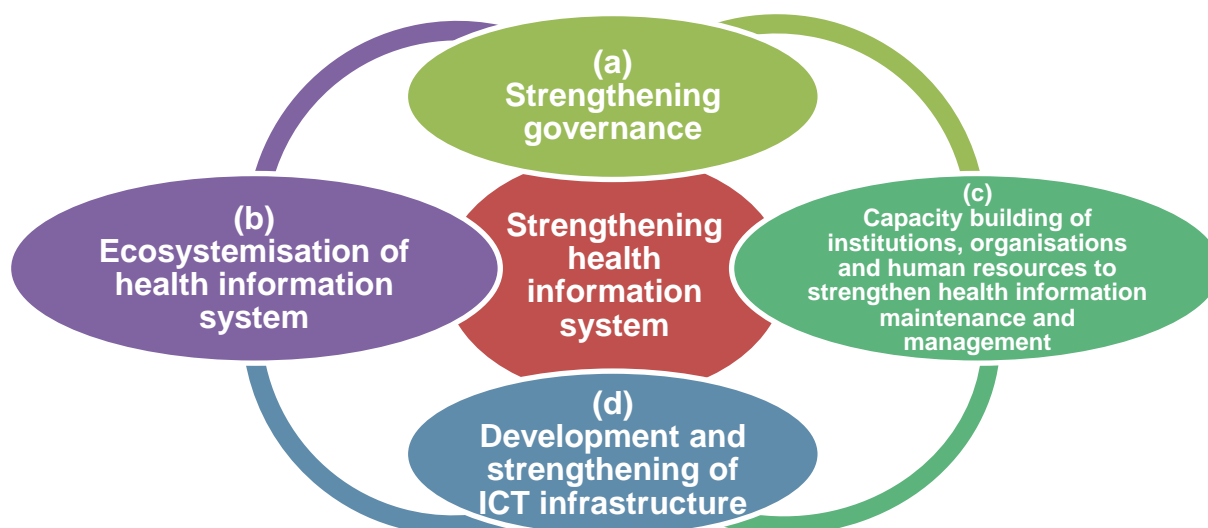 (a)
Strengthening
governance
(b)
Ecosystemisation of
health information
system
Strengthening
health
information
system
(c)
Capacity building of
institutions, organisations
and human resources to
strengthen health information
maintenance and
management
(d)
Development and
strengthening of
ICT infrastructure